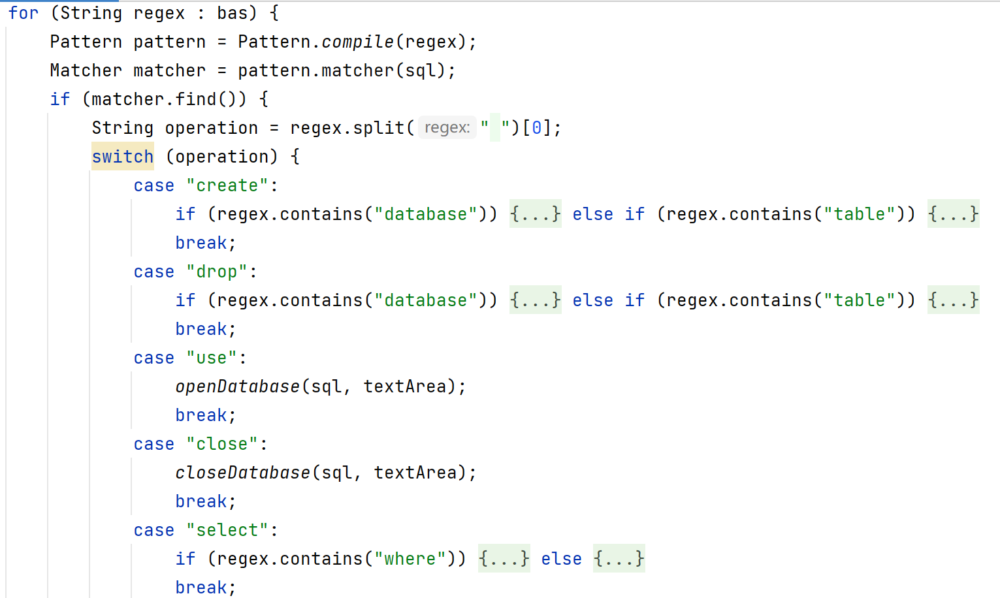 for (String regex : bas) {
    Pattern pattern = Pattern.compile(regex);
    Matcher matcher = pattern.matcher(sql);
    if (matcher.find()) {
        String operation = regex.split( regex: " ")[0];
        switch (operation) {
            case "create":
                if (regex.contains("database")) {...} else if (regex.contains("table")) {...}
                break;
            case "drop":
                if (regex.contains("database")) {...} else if (regex.contains("table")) {...}
                break;
            case "use":
                openDatabase(sql, textArea);
                break;
            case "close":
                closeDatabase(sql, textArea);
                break;
            case "select":
                if (regex.contains("where")) {...} else {...}
                break;